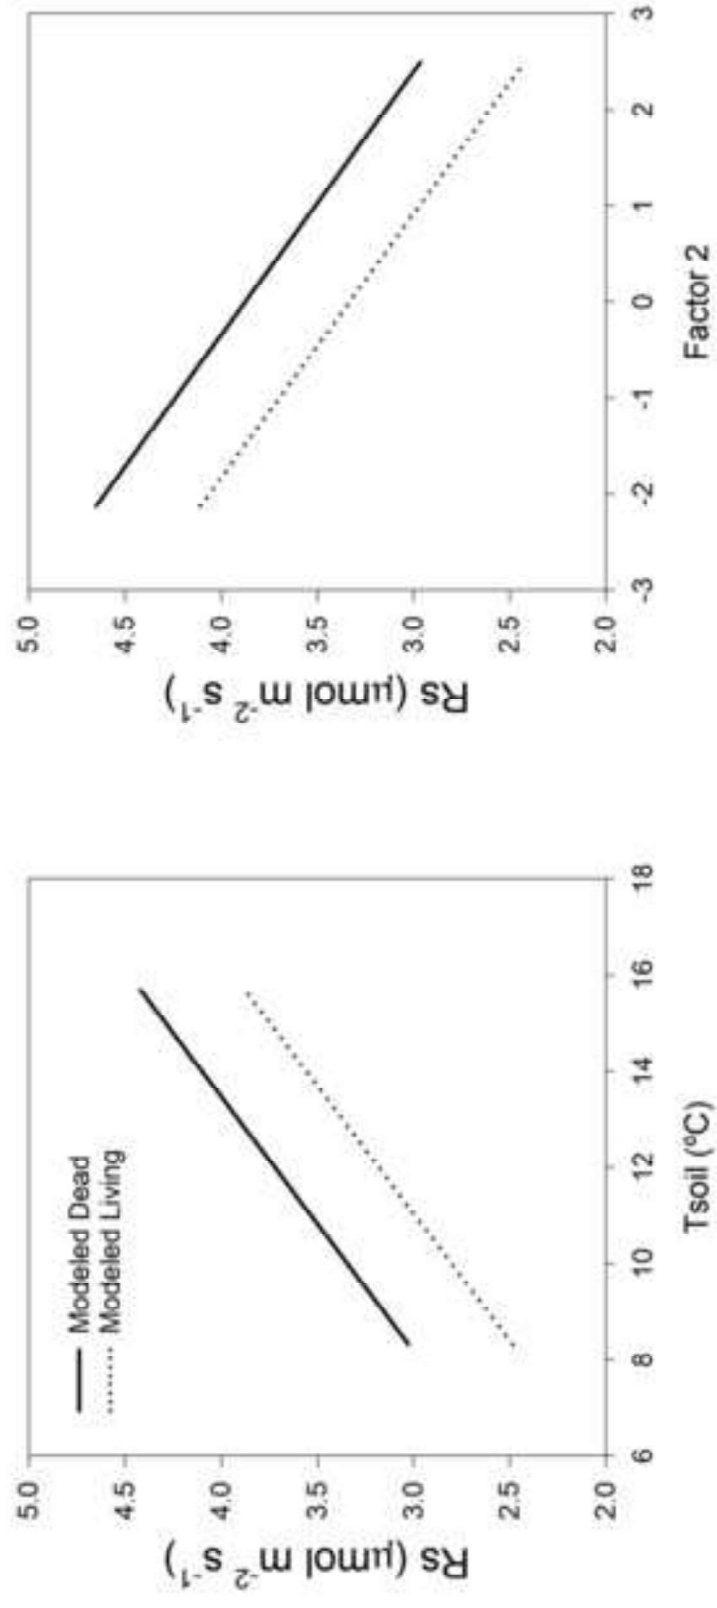 5.0
4.5
4.0
3.5
3.0
2.5
2.0
Rs (µmol m⁻² s⁻¹)
Modeled Dead
Modeled Living
6 8 10 12 14 16 18
Tsoil (ºC)
5.0
4.5
4.0
3.5
3.0
2.5
2.0
Rs (µmol m⁻² s⁻¹)
-3 -2 -1 0 1 2 3
Factor 2